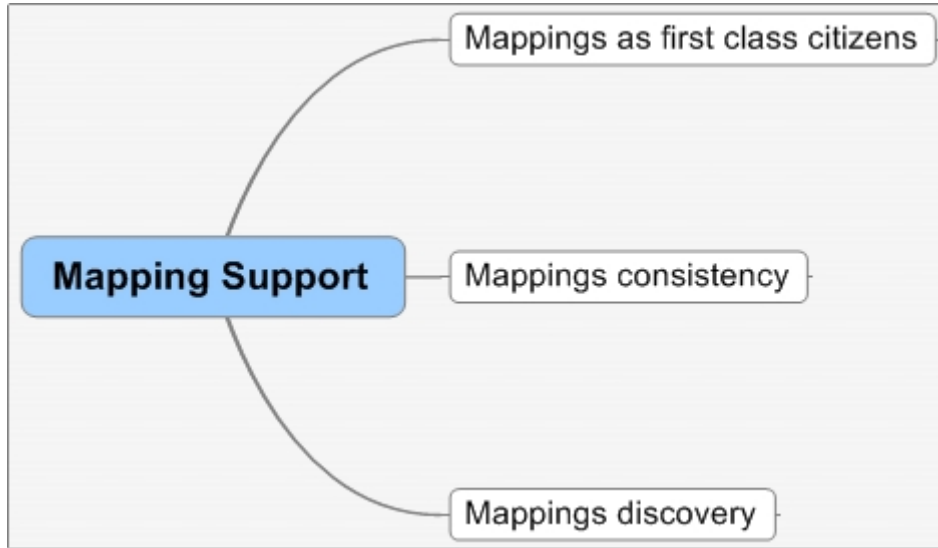 Mappings as first class citizens
Mapping Support
Mappings consistency
Mappings discovery